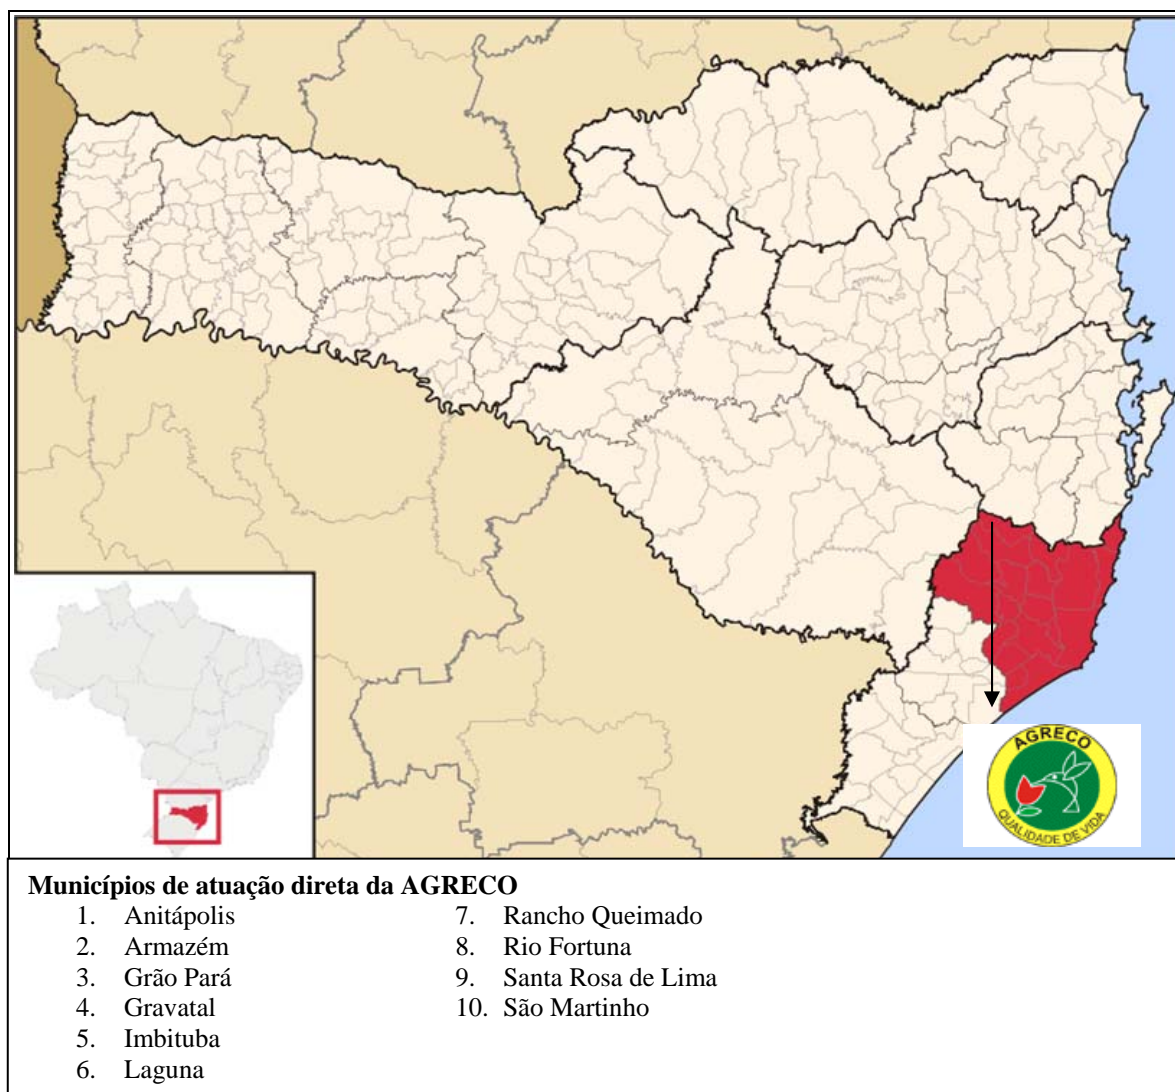 AGRECO
QUALIDADE DE VIDA
Municípios de atuação direta da AGRECO
1. Anitápolis
2. Armazém
3. Grão Pará
4. Gravatal
5. Imbituba
6. Laguna
7. Rancho Queimado
8. Rio Fortuna
9. Santa Rosa de Lima
10. São Martinho